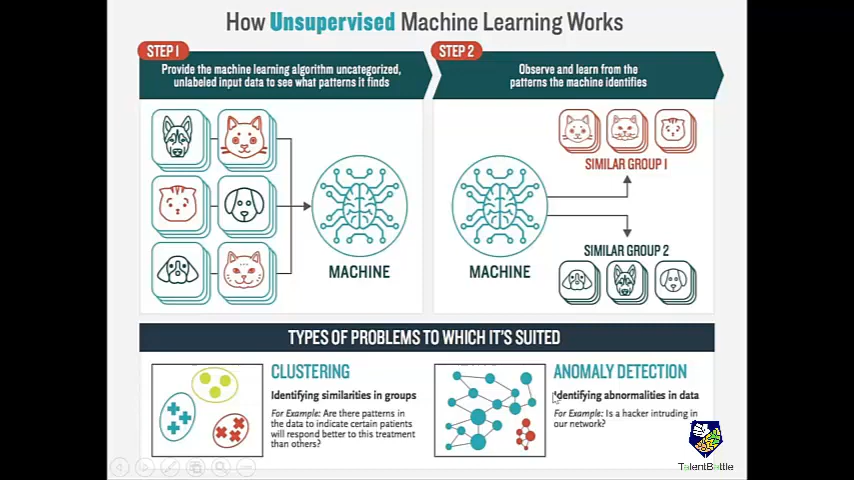 How Unsupervised Machine Learning Works
STEP 1
Provide the machine learning algorithm uncategorized,
unlabeled input data to see what patterns it finds
STEP 2
Observe and learn from the
patterns the machine identifies
MACHINE
MACHINE
SIMILAR GROUP 1
SIMILAR GROUP 2
TYPES OF PROBLEMS TO WHICH IT'S SUITED
CLUSTERING
Identifying similarities in groups
For Example: Are there patterns in
the data to indicate certain patients
will respond better to this treatment
than others?
ANOMALY DETECTION
Identifying abnormalities in data
For Example: Is a hacker intruding in
our network?
TalentBattle